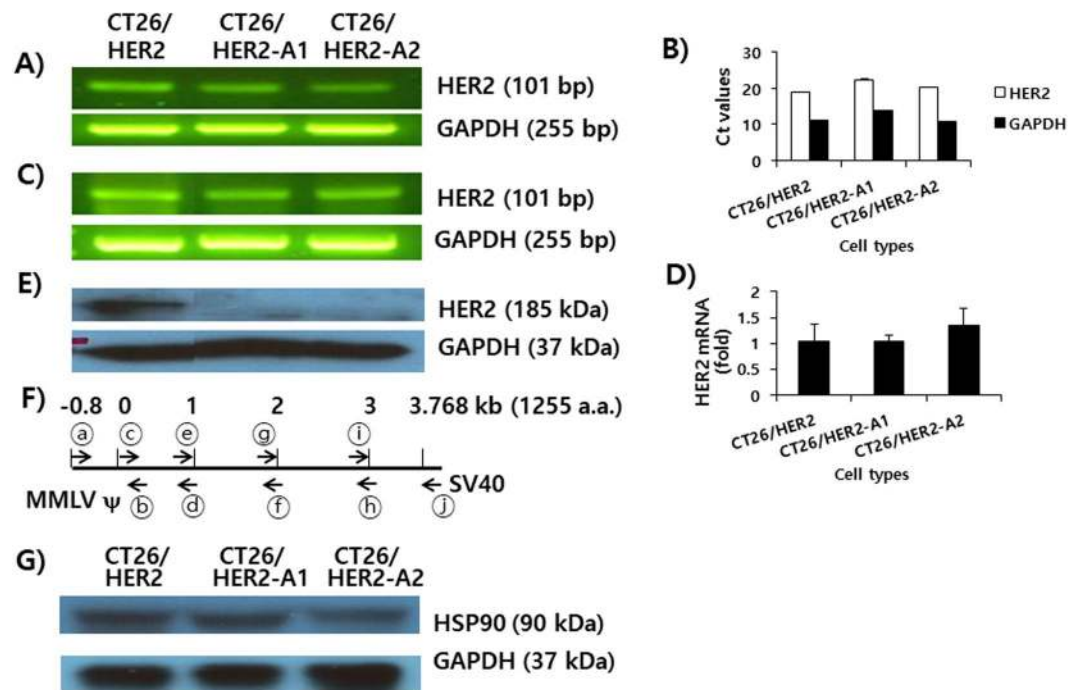 CT26/ CT26/ CT26/
HER2 HER2-A1 HER2-A2
A)
HER2 (101 bp)
GAPDH (255 bp)
C)
HER2 (101 bp)
GAPDH (255 bp)
E)
HER2 (185 kDa)
GAPDH (37 kDa)
F)
-0.8 0 1 2 3 3.768 kb (1255 a.a.)
ⓐ ⓒ ⓔ ⓖ ⓘ
MMLV ψ ⓑ ⓓ ⓕ ⓗ ⓙ SV40
CT26/ CT26/ CT26/
HER2 HER2-A1 HER2-A2
G)
HSP90 (90 kDa)
GAPDH (37 kDa)
B)
Ct values
30
20
10
0
HER2
GAPDH
CT26/HER2
CT26/HER2-A1
CT26/HER2-A2
Cell types
D)
HER2 mRNA
(fold)
2
1.5
1
0.5
0
CT26/HER2
CT26/HER2-A1
CT26/HER2-A2
Cell types